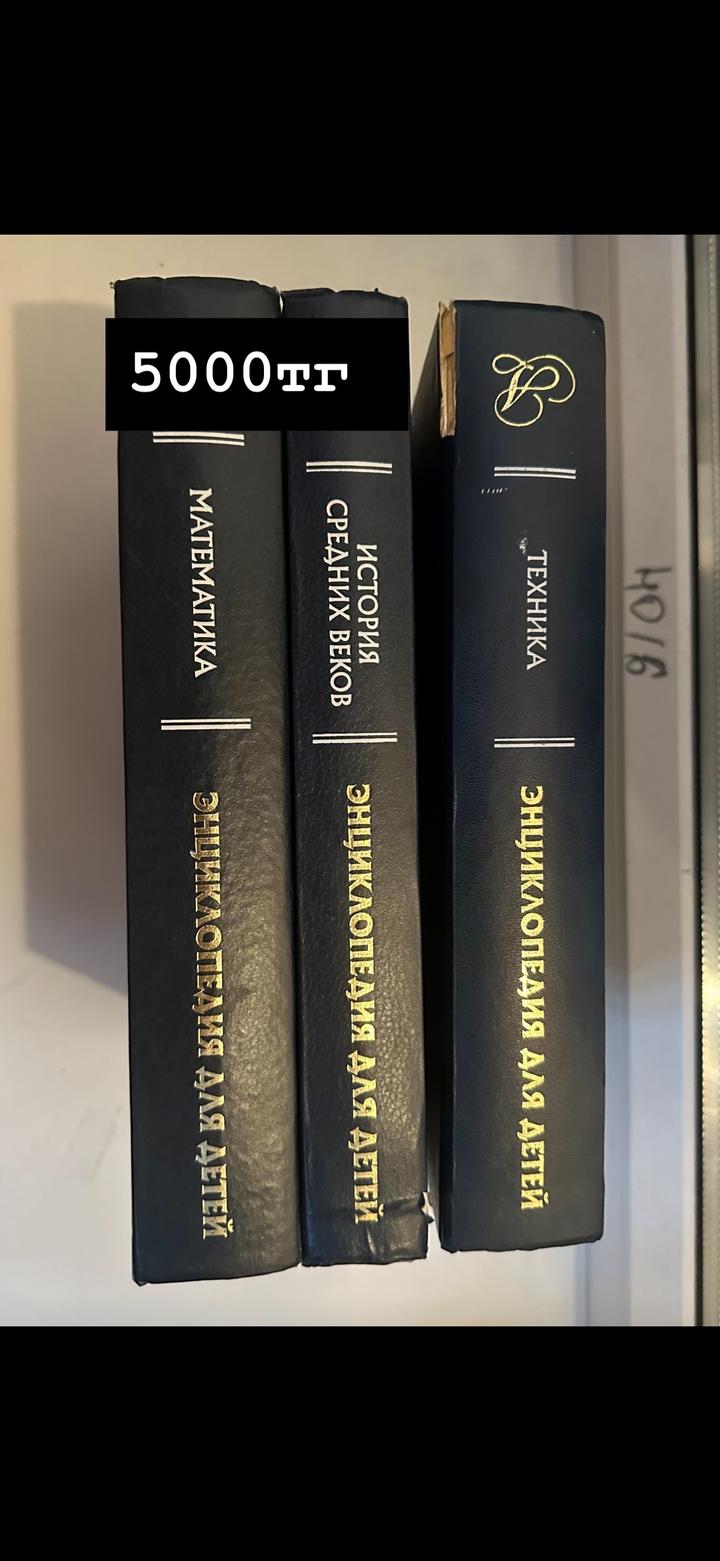 5000тг
МАТЕМАТИКА
ЭНЦИКЛОПЕДИЯ ДЛЯ ДЕТЕЙ
ИСТОРИЯ
СРЕДНИХ ВЕКОВ
ЭНЦИКЛОПЕДИЯ ДЛЯ ДЕТЕЙ
ТЕХНИКА
ЭНЦИКЛОПЕДИЯ ДЛЯ ДЕТЕЙ